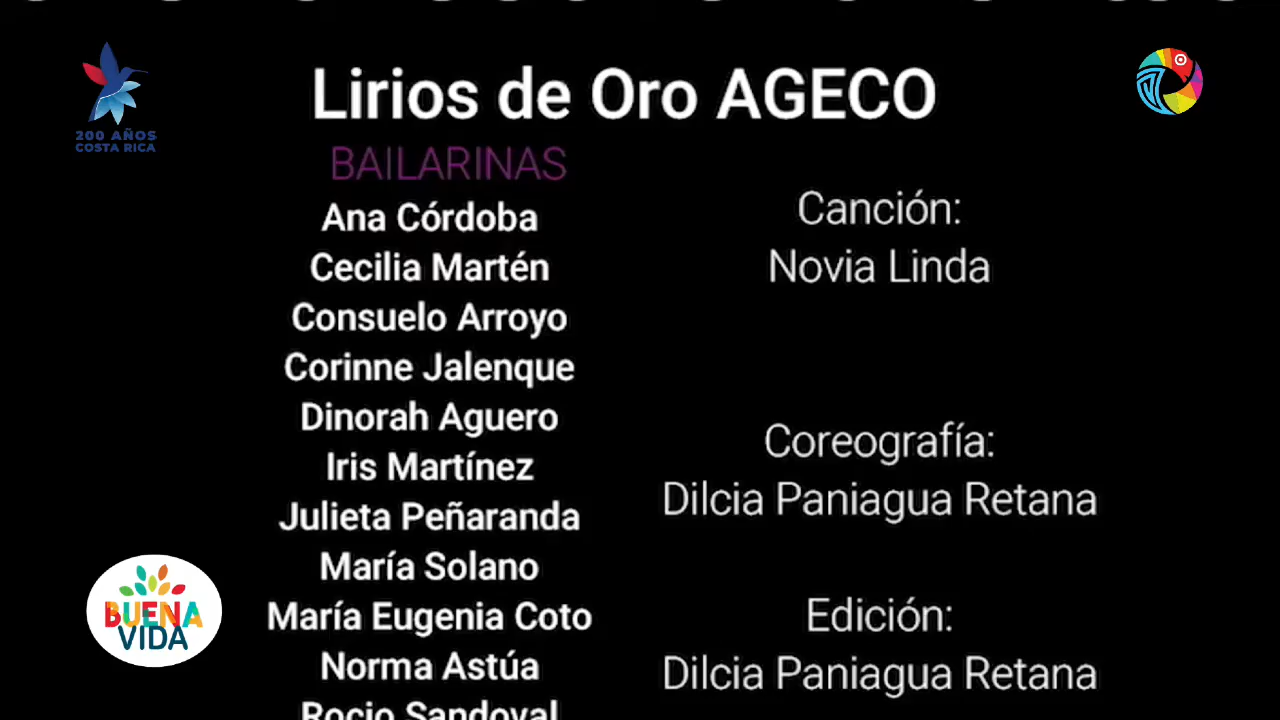 200 AÑOS
COSTA RICA
Lirios de Oro AGECO
BAILARINAS
Ana Córdoba
Cecilia Martén
Consuelo Arroyo
Corinne Jalenque
Dinorah Aguero
Iris Martínez
Julieta Peñaranda
María Solano
María Eugenia Coto
Norma Astúa
Rocio Sandoval
Canción:
Novia Linda
Coreografía:
Dilcia Paniagua Retana
Edición:
Dilcia Paniagua Retana
BUENA
VIDA